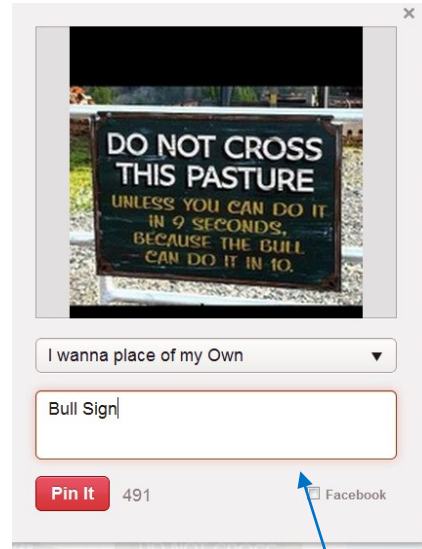 ×
DO NOT CROSS
THIS PASTURE
UNLESS YOU CAN DO IT
IN 9 SECONDS,
BECAUSE THE BULL
CAN DO IT IN 10.
I wanna place of my Own ▼
Bull Sign
Pin It 491 Facebook